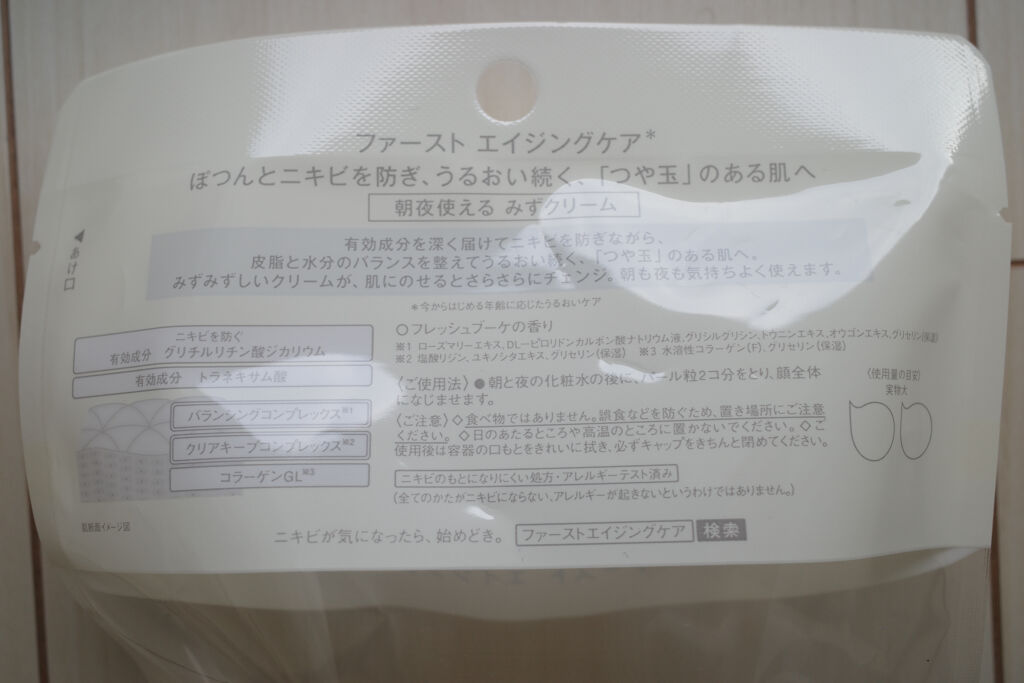 ファースト エイジングケア*
ぽつんとニキビを防ぎ、うるおい続く、「つや玉」のある肌へ
朝夜使える みずクリーム
有効成分を深く届けてニキビを防ぎながら、
皮脂と水分のバランスを整えてうるおい続く、「つや玉」のある肌へ。
みずみずしいクリームが、肌にのせるとさらさらにチェンジ。朝も夜も気持ちよく使えます。
*今からはじめる年齢に応じたうるおいケア
◀あけ口
ニキビを防ぐ
有効成分 グリチルリチン酸ジカリウム
有効成分 トラネキサム酸
バランシングコンプレックス※1
クリアキープコンプレックス※2
コラーゲンGL※3
肌断面イメージ図
○フレッシュブーケの香り
※1 ローズマリーエキス、DL−ピロリドンカルボン酸ナトリウム液、グリシルグリシン、トウニンエキス、オウゴンエキス、グリセリン(保湿)
※2 塩酸リジン、ユキノシタエキス、グリセリン(保湿) ※3 水溶性コラーゲン(F)、グリセリン(保湿)
〈ご使用法〉●朝と夜の化粧水の後に、パール粒2コ分をとり、顔全体
になじませます。
〈ご注意〉◇食べ物ではありません。誤食などを防ぐため、置き場所にご注意
ください。◇日のあたるところや高温のところに置かないでください。◇ご
使用後は容器の口もとをきれいに拭き、必ずキャップをきちんと閉めてください。
〈使用量の目安〉
実物大
ニキビのもとになりにくい処方・アレルギーテスト済み
(全てのかたがニキビにならない、アレルギーが起きないというわけではありません。)
ニキビが気になったら、始めどき。 ファーストエイジングケア 検索